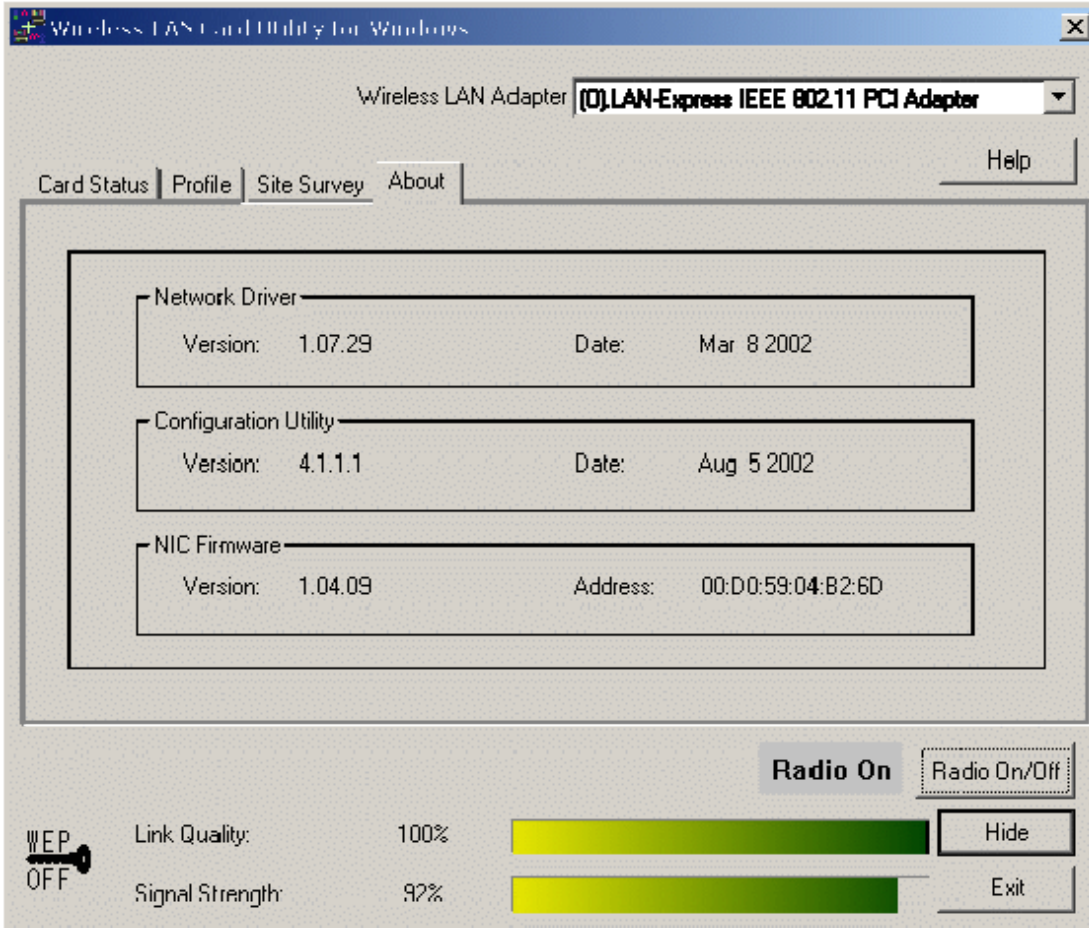 Wireless LAN Card Utility for Windows
Wireless LAN Adapter (0).LAN-Express IEEE 802.11 PCI Adapter
Help
Card Status Profile Site Survey About
Network Driver
Version: 1.07.29 Date: Mar 8 2002
Configuration Utility
Version: 4.1.1.1 Date: Aug 5 2002
NIC Firmware
Version: 1.04.09 Address: 00:D0:59:04:B2:6D
Radio On Radio On/Off
WEP OFF
Link Quality: 100% Hide
Signal Strength: 92% Exit